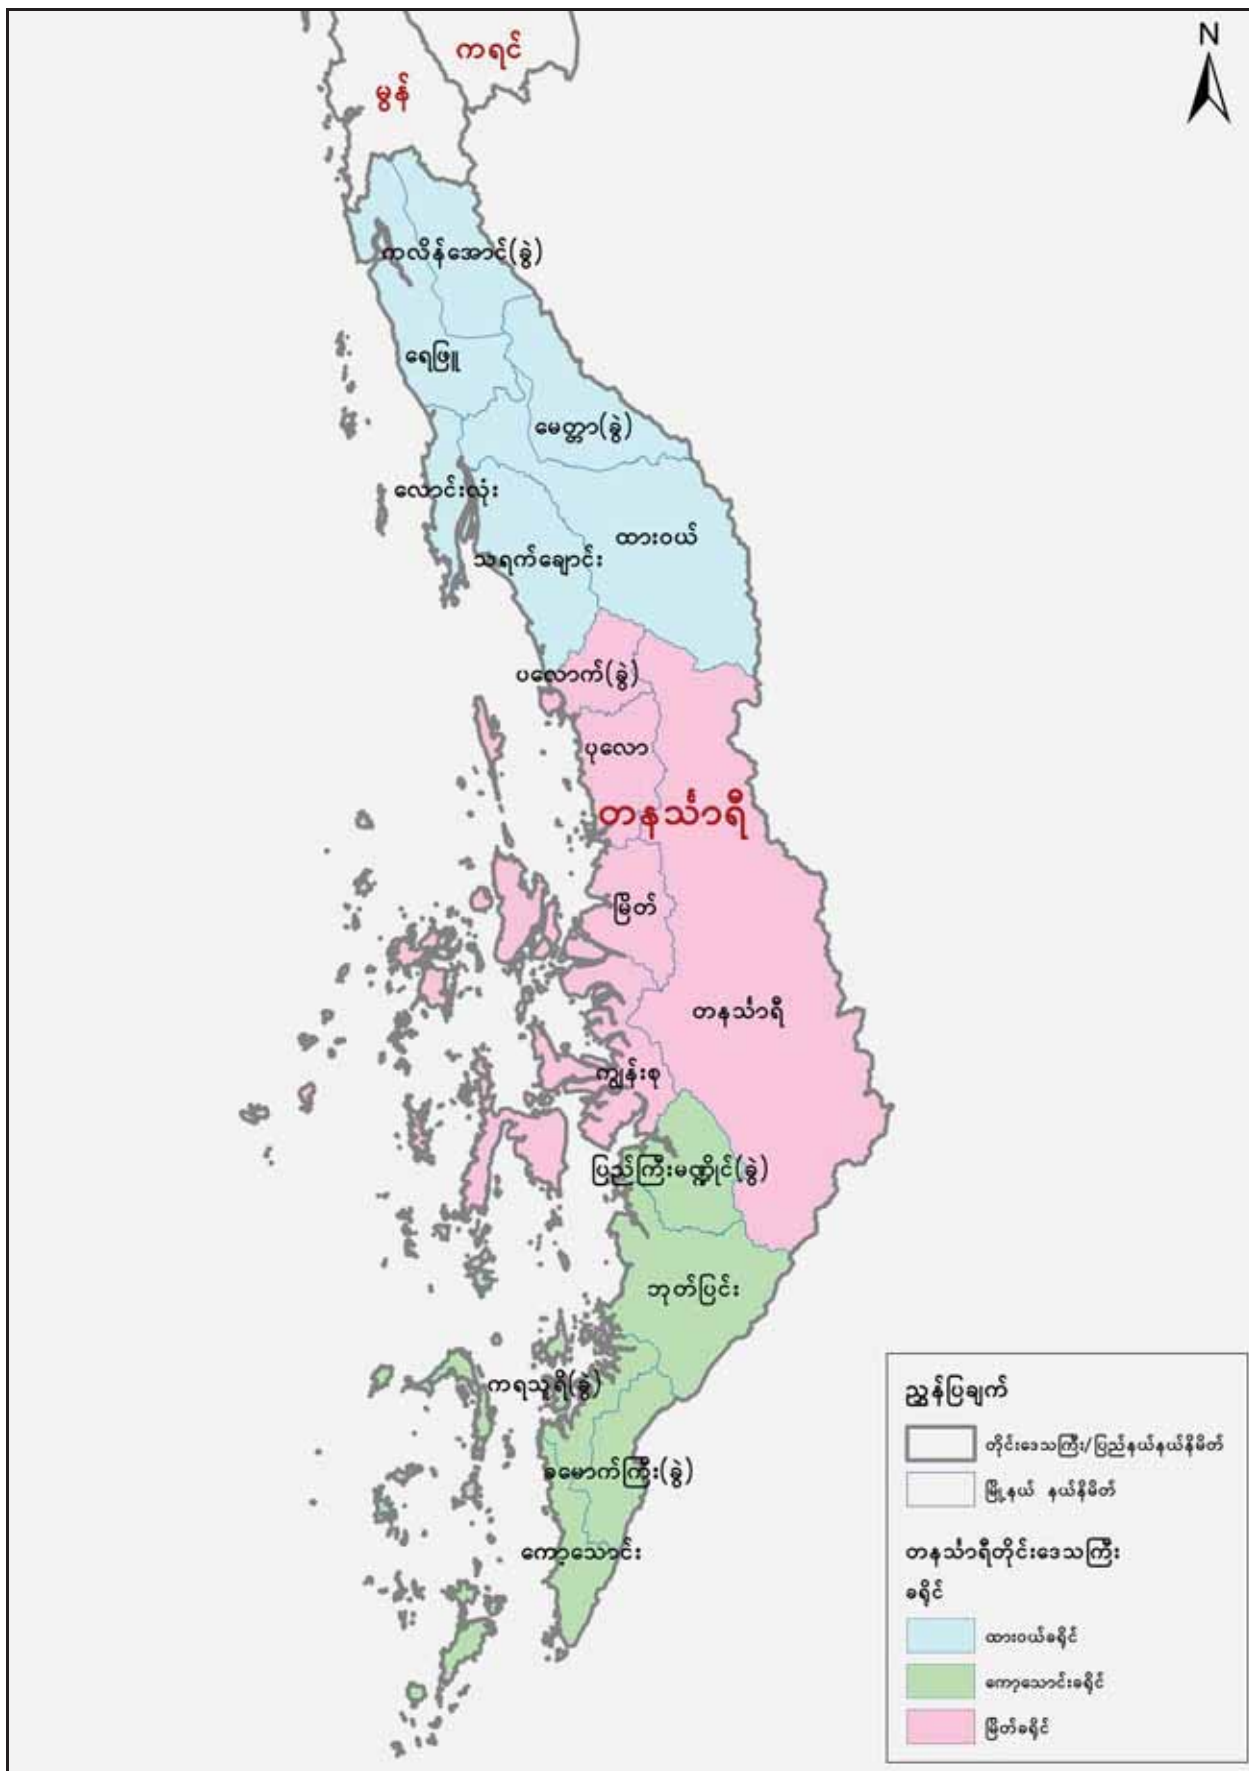 N
ကရင်
မွန်
ကလိန်အောင်(ခွဲ)
ရေဖြူ
မေတ္တာ(ခွဲ)
လောင်းလုံး
ထားဝယ်
သရက်ချောင်း
ပလောက်(ခွဲ)
ပုလော
တနင်္သာရီ
မြိတ်
တနင်္သာရီ
ကျွန်းစု
ပြည်ကြီးမဏ္ဍိုင်(ခွဲ)
ဘုတ်ပြင်း
ကရသူရိ(ခွဲ)
ခမောက်ကြီး(ခွဲ)
ကော့သောင်း
ညွှန်ပြချက်
တိုင်းဒေသကြီး/ပြည်နယ်နယ်နိမိတ်
မြို့နယ် နယ်နိမိတ်
တနင်္သာရီတိုင်းဒေသကြီး
ခရိုင်
ထားဝယ်ခရိုင်
ကော့သောင်းခရိုင်
မြိတ်ခရိုင်